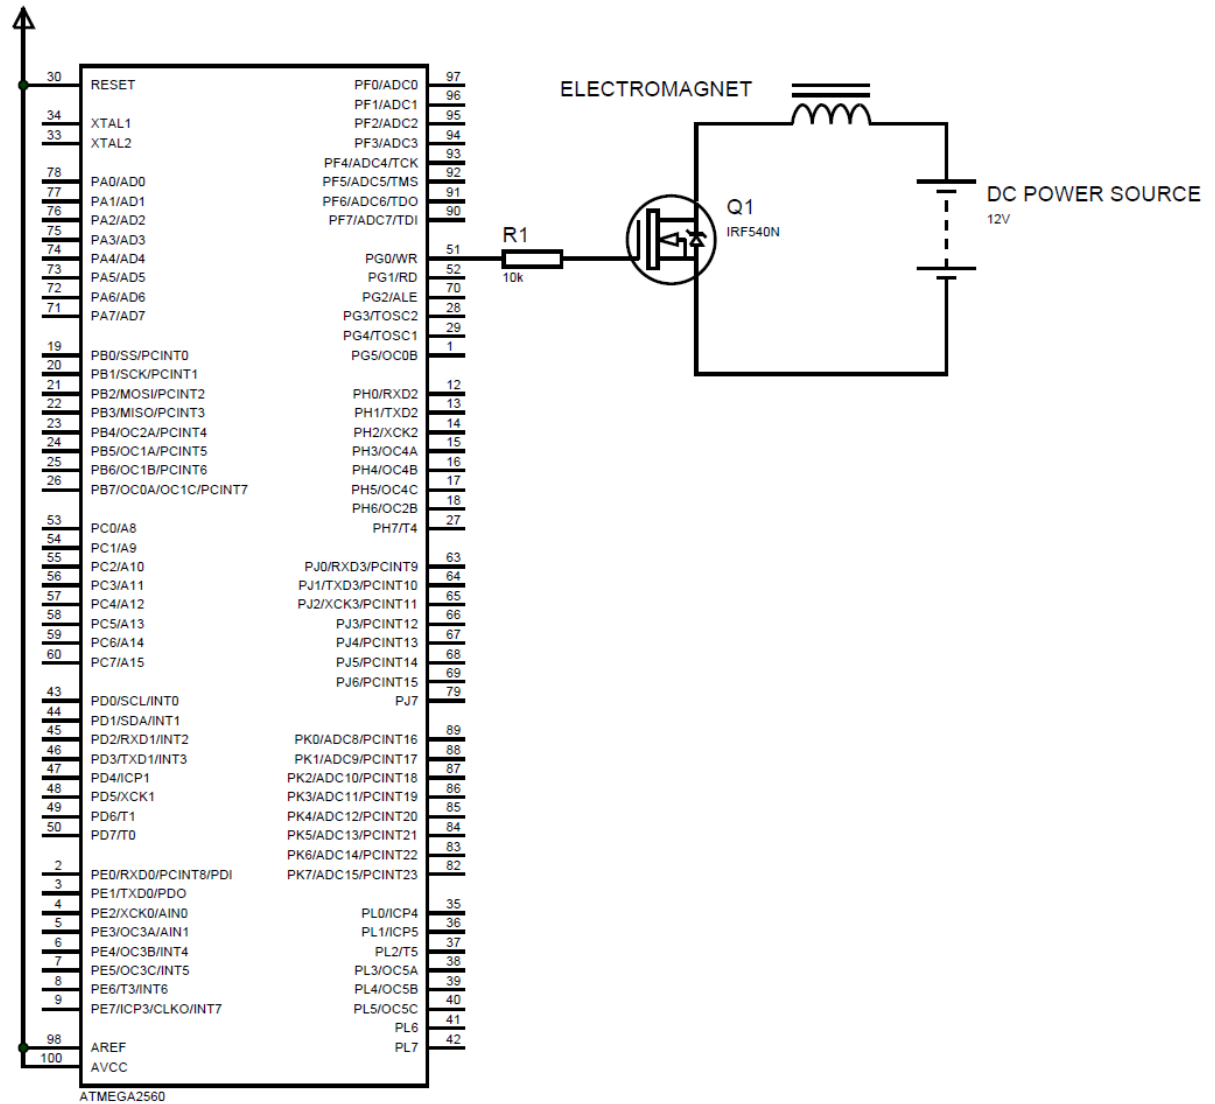 30 RESET
34 XTAL1
33 XTAL2
78 PA0/AD0
77 PA1/AD1
76 PA2/AD2
75 PA3/AD3
74 PA4/AD4
73 PA5/AD5
72 PA6/AD6
71 PA7/AD7
19 PB0/SS/PCINT0
20 PB1/SCK/PCINT1
21 PB2/MOSI/PCINT2
22 PB3/MISO/PCINT3
23 PB4/OC2A/PCINT4
24 PB5/OC1A/PCINT5
25 PB6/OC1B/PCINT6
26 PB7/OC0A/OC1C/PCINT7
53 PC0/A8
54 PC1/A9
55 PC2/A10
56 PC3/A11
57 PC4/A12
58 PC5/A13
59 PC6/A14
60 PC7/A15
43 PD0/SCL/INT0
44 PD1/SDA/INT1
45 PD2/RXD1/INT2
46 PD3/TXD1/INT3
47 PD4/ICP1
48 PD5/XCK1
49 PD6/T1
50 PD7/T0
2 PE0/RXD0/PCINT8/PDI
3 PE1/TXD0/PDO
4 PE2/XCK0/AIN0
5 PE3/OC3A/AIN1
6 PE4/OC3B/INT4
7 PE5/OC3C/INT5
8 PE6/T3/INT6
9 PE7/ICP3/CLKO/INT7
98 AREF
100 AVCC
PF0/ADC0 97
PF1/ADC1 96
PF2/ADC2 95
PF3/ADC3 94
PF4/ADC4/TCK 93
PF5/ADC5/TMS 92
PF6/ADC6/TDO 91
PF7/ADC7/TDI 90
PG0/WR 51
PG1/RD 52
PG2/ALE 70
PG3/TOSC2 28
PG4/TOSC1 29
PG5/OC0B 1
PH0/RXD2 12
PH1/TXD2 13
PH2/XCK2 14
PH3/OC4A 15
PH4/OC4B 16
PH5/OC4C 17
PH6/OC2B 18
PH7/T4 27
PJ0/RXD3/PCINT9 63
PJ1/TXD3/PCINT10 64
PJ2/XCK3/PCINT11 65
PJ3/PCINT12 66
PJ4/PCINT13 67
PJ5/PCINT14 68
PJ6/PCINT15 69
PJ7 79
PK0/ADC8/PCINT16 89
PK1/ADC9/PCINT17 88
PK2/ADC10/PCINT18 87
PK3/ADC11/PCINT19 86
PK4/ADC12/PCINT20 85
PK5/ADC13/PCINT21 84
PK6/ADC14/PCINT22 83
PK7/ADC15/PCINT23 82
PL0/ICP4 35
PL1/ICP5 36
PL2/T5 37
PL3/OC5A 38
PL4/OC5B 39
PL5/OC5C 40
PL6 41
PL7 42
ATMEGA2560
R1
10k
ELECTROMAGNET
Q1
IRF540N
DC POWER SOURCE
12V